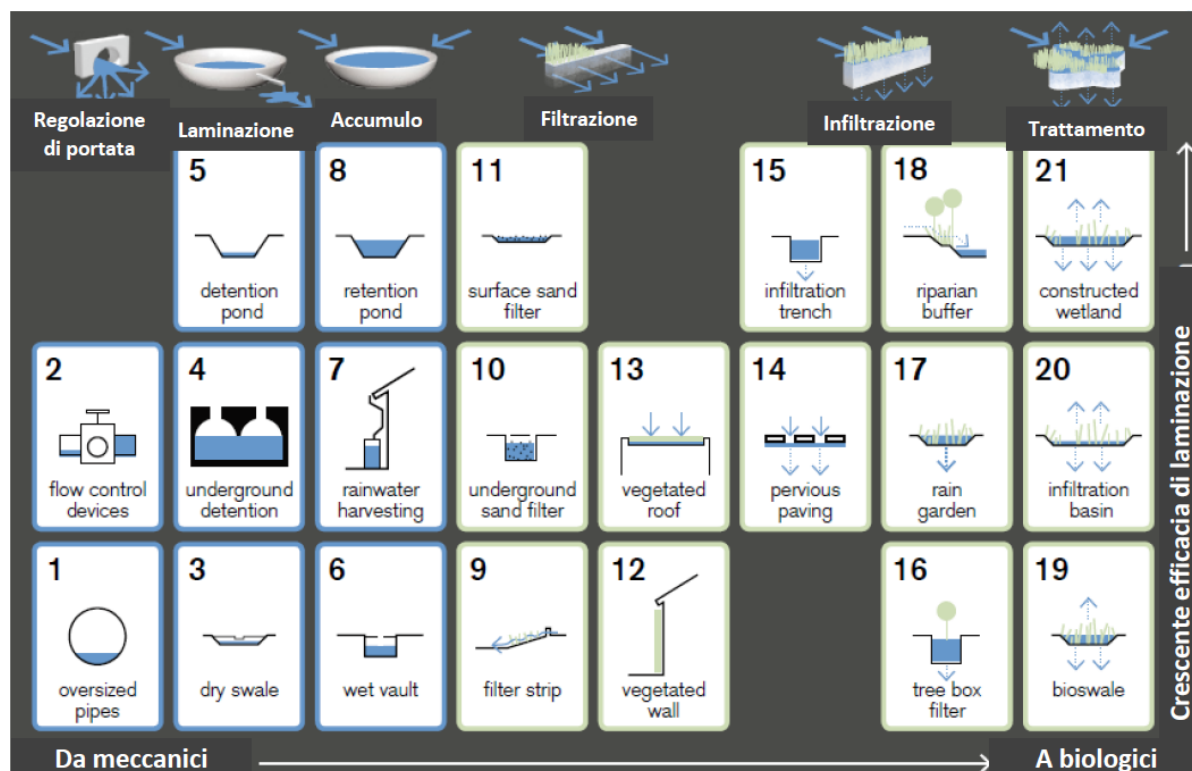 Regolazione
di portata
Laminazione
Accumulo
Filtrazione
Infiltrazione
Trattamento
5
detention
pond
8
retention
pond
11
surface sand
filter
15
infiltration
trench
18
riparian
buffer
21
constructed
wetland
2
flow control
devices
4
underground
detention
7
rainwater
harvesting
10
underground
sand filter
13
vegetated
roof
14
pervious
paving
17
rain
garden
20
infiltration
basin
1
oversized
pipes
3
dry swale
6
wet vault
9
filter strip
12
vegetated
wall
16
tree box
filter
19
bioswale
Crescente efficacia di laminazione
Da meccanici
A biologici